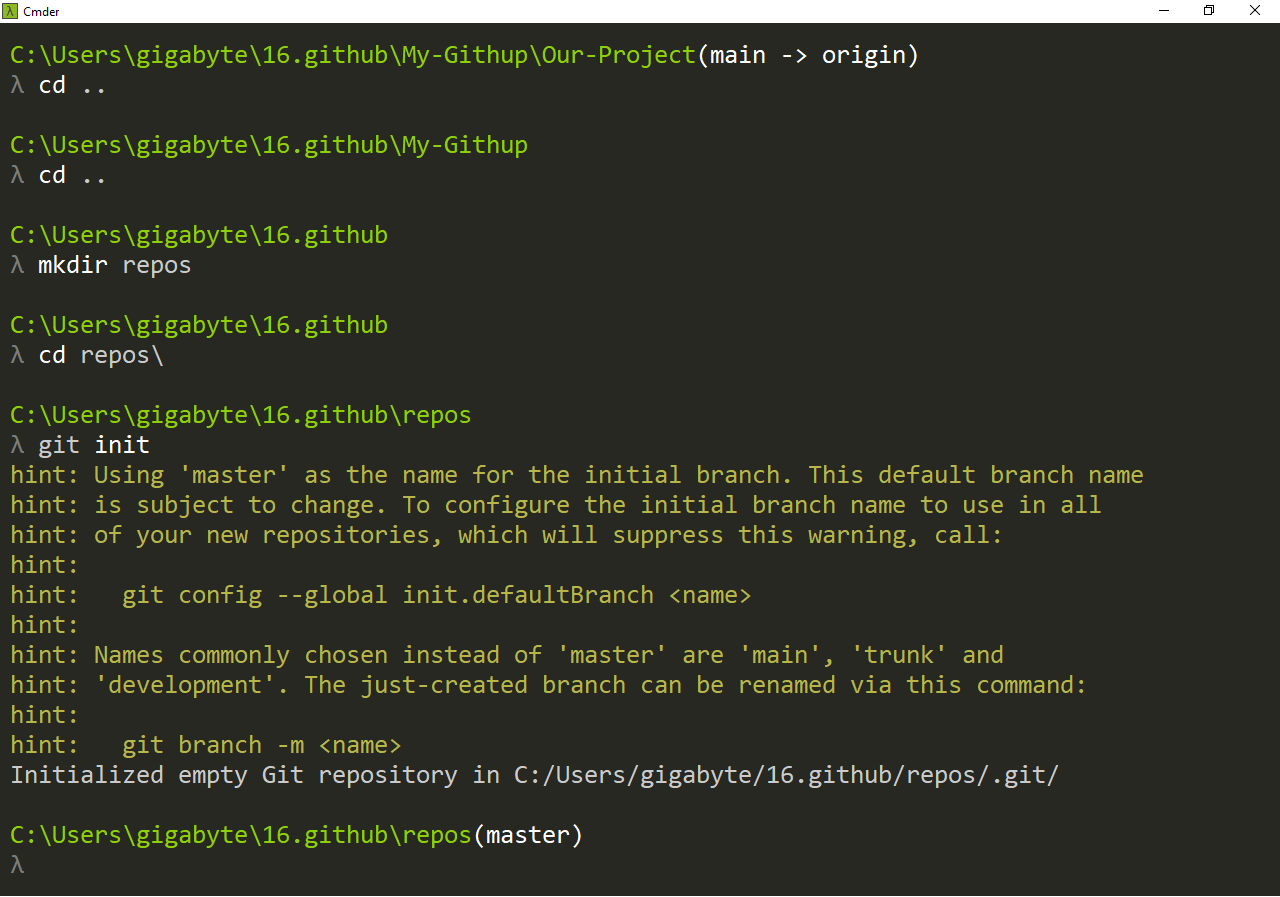 λ Cmder
C:\Users\gigabyte\16.github\My-Githup\Our-Project(main -> origin)
λ cd ..
C:\Users\gigabyte\16.github\My-Githup
λ cd ..
C:\Users\gigabyte\16.github
λ mkdir repos
C:\Users\gigabyte\16.github
λ cd repos\
C:\Users\gigabyte\16.github\repos
λ git init
hint: Using 'master' as the name for the initial branch. This default branch name
hint: is subject to change. To configure the initial branch name to use in all
hint: of your new repositories, which will suppress this warning, call:
hint:
hint:   git config --global init.defaultBranch <name>
hint:
hint: Names commonly chosen instead of 'master' are 'main', 'trunk' and
hint: 'development'. The just-created branch can be renamed via this command:
hint:
hint:   git branch -m <name>
Initialized empty Git repository in C:/Users/gigabyte/16.github/repos/.git/
C:\Users\gigabyte\16.github\repos(master)
λ